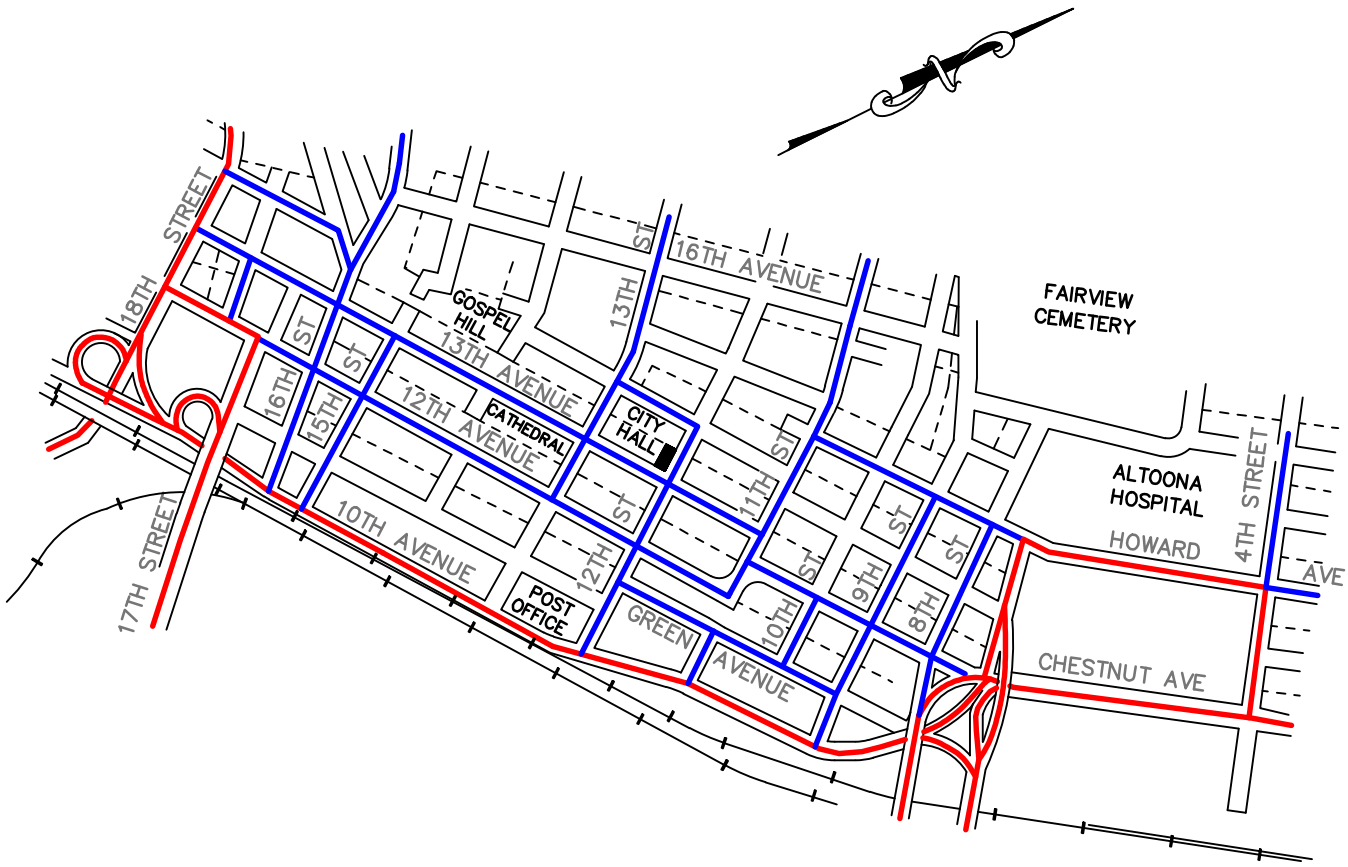 N
18TH STREET
13TH ST
16TH AVENUE
FAIRVIEW
CEMETERY
GOSPEL
HILL
13TH AVENUE
16TH ST
15TH ST
12TH AVENUE
CATHEDRAL
CITY
HALL
11TH ST
12TH ST
10TH ST
9TH ST
8TH ST
ALTOONA
HOSPITAL
4TH STREET
HOWARD AVE
17TH STREET
10TH AVENUE
POST
OFFICE
GREEN AVENUE
CHESTNUT AVE